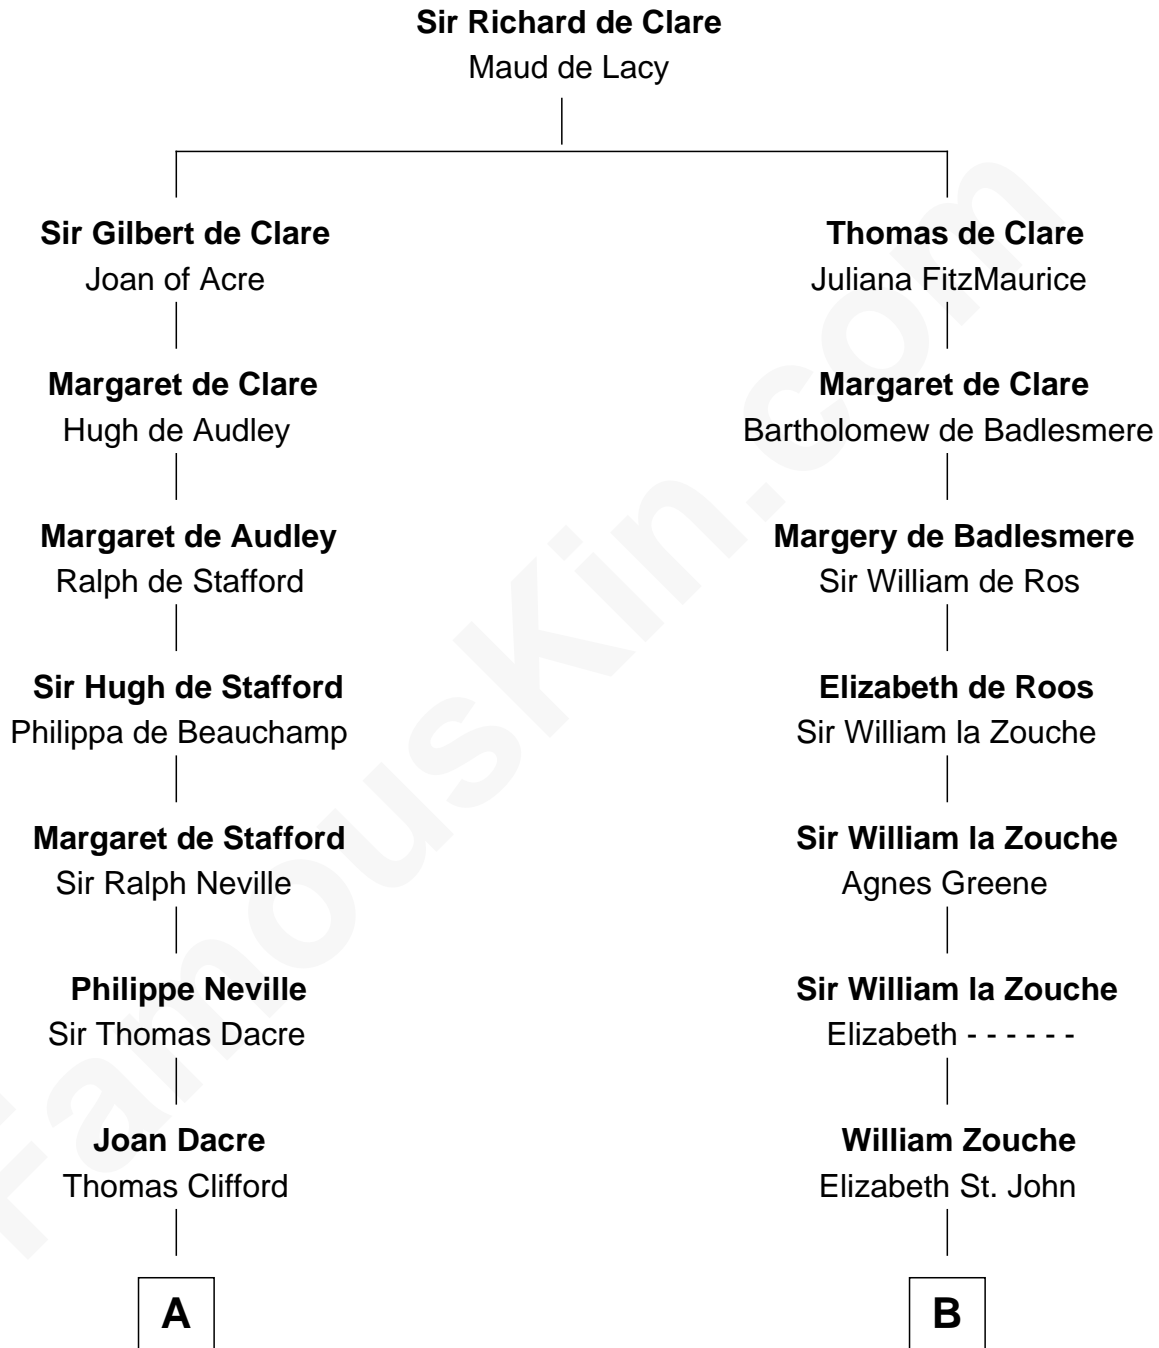 Sir Richard de Clare
Maud de Lacy
Sir Gilbert de Clare
Joan of Acre
Thomas de Clare
Juliana FitzMaurice
Margaret de Clare
Hugh de Audley
Margaret de Clare
Bartholomew de Badlesmere
Margaret de Audley
Ralph de Stafford
Margery de Badlesmere
Sir William de Ros
Sir Hugh de Stafford
Philippa de Beauchamp
Elizabeth de Roos
Sir William la Zouche
Margaret de Stafford
Sir Ralph Neville
Sir William la Zouche
Agnes Greene
Philippe Neville
Sir Thomas Dacre
Sir William la Zouche
Elizabeth - - - - - -
Joan Dacre
Thomas Clifford
William Zouche
Elizabeth St. John
A
B
FamousKin.com